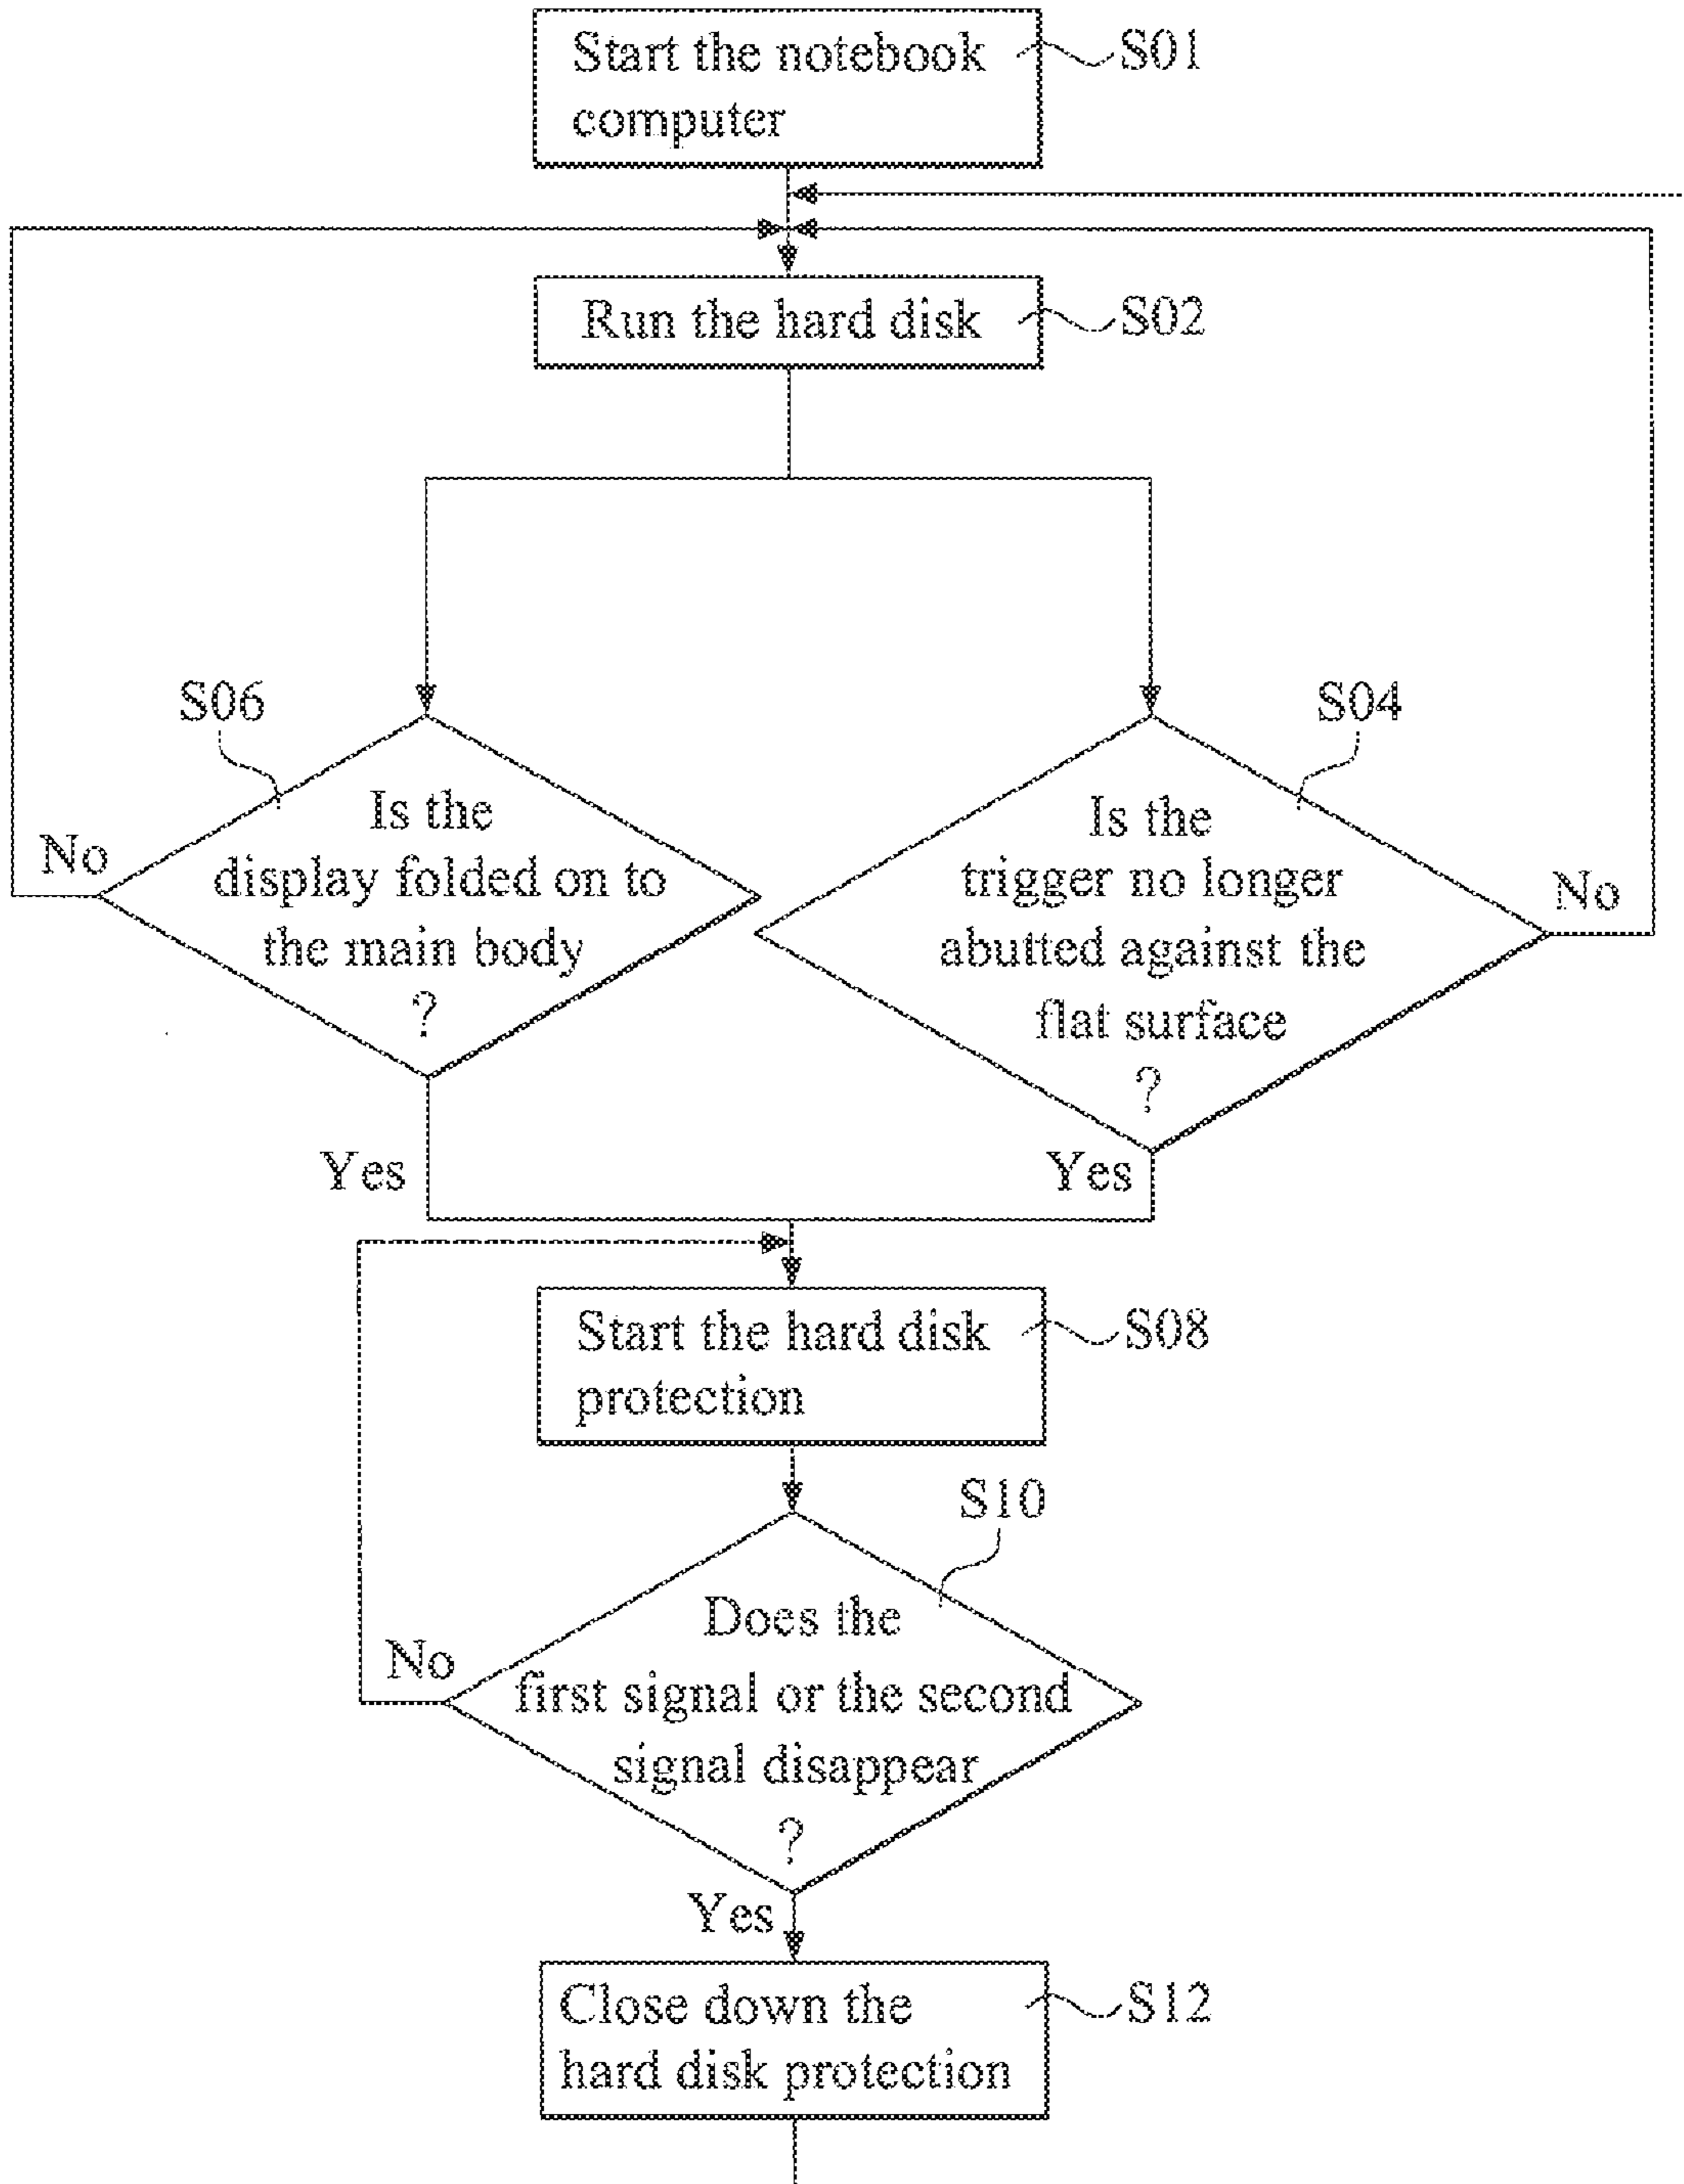 Start the notebook
computer
S01
Run the hard disk
S02
S06
Is the
display folded on to
the main body
?
No
Yes
S04
Is the
trigger no longer
abutted against the
flat surface
?
No
Yes
Start the hard disk
protection
S08
S10
Does the
first signal or the second
signal disappear
?
No
Yes
Close down the
hard disk protection
S12